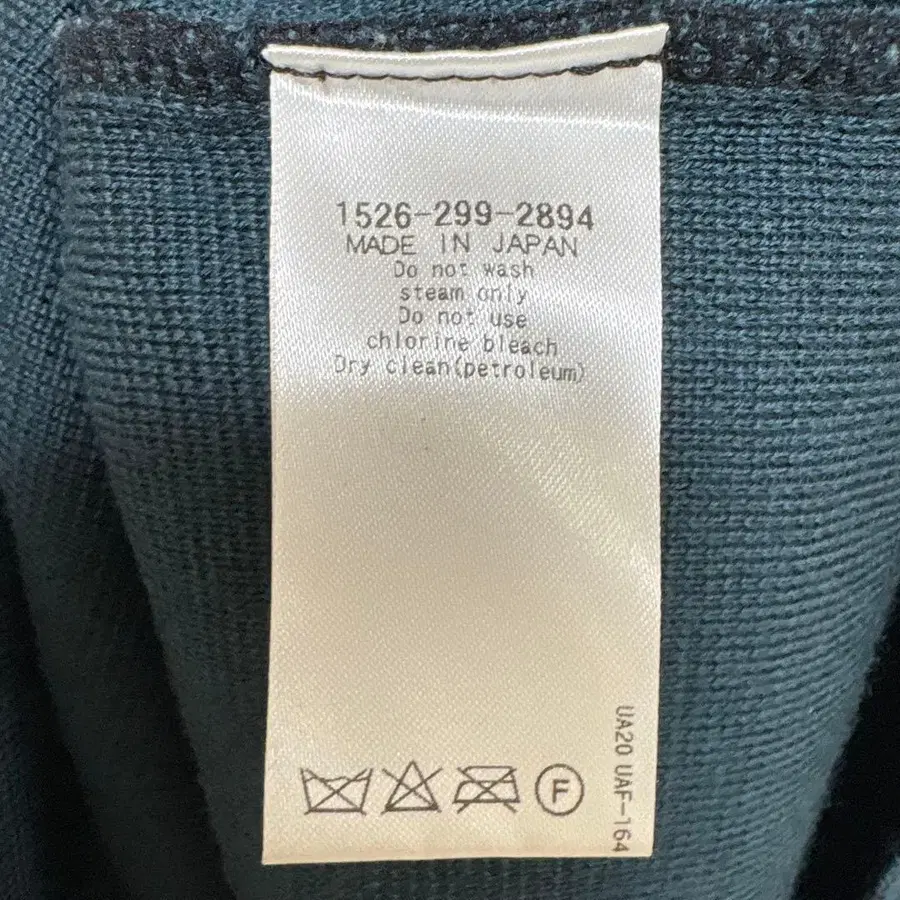 1526-299-2894
MADE IN JAPAN
Do not wash
steam only
Do not use
chlorine bleach
Dry clean(petroleum)
F
UA20 UAF-164